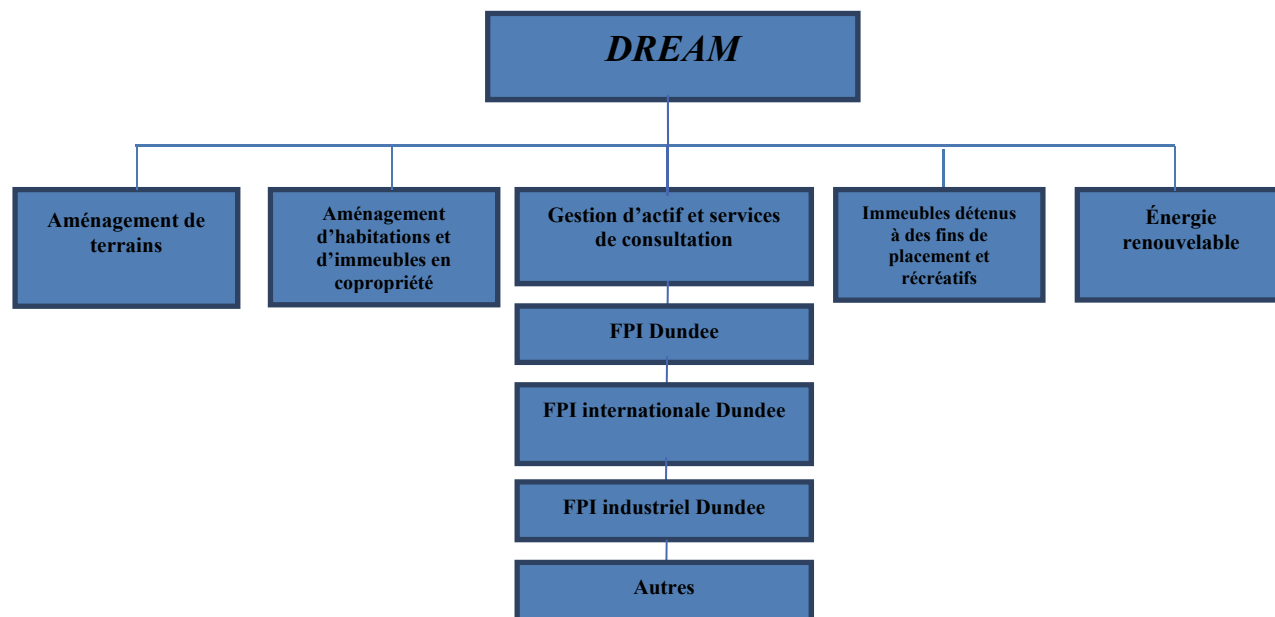 DREAM
Aménagement de
terrains
Aménagement
d’habitations et
d’immeubles en
copropriété
Gestion d’actif et services
de consultation
Immeubles détenus
à des fins de
placement et
récréatifs
Énergie
renouvelable
FPI Dundee
FPI internationale Dundee
FPI industriel Dundee
Autres